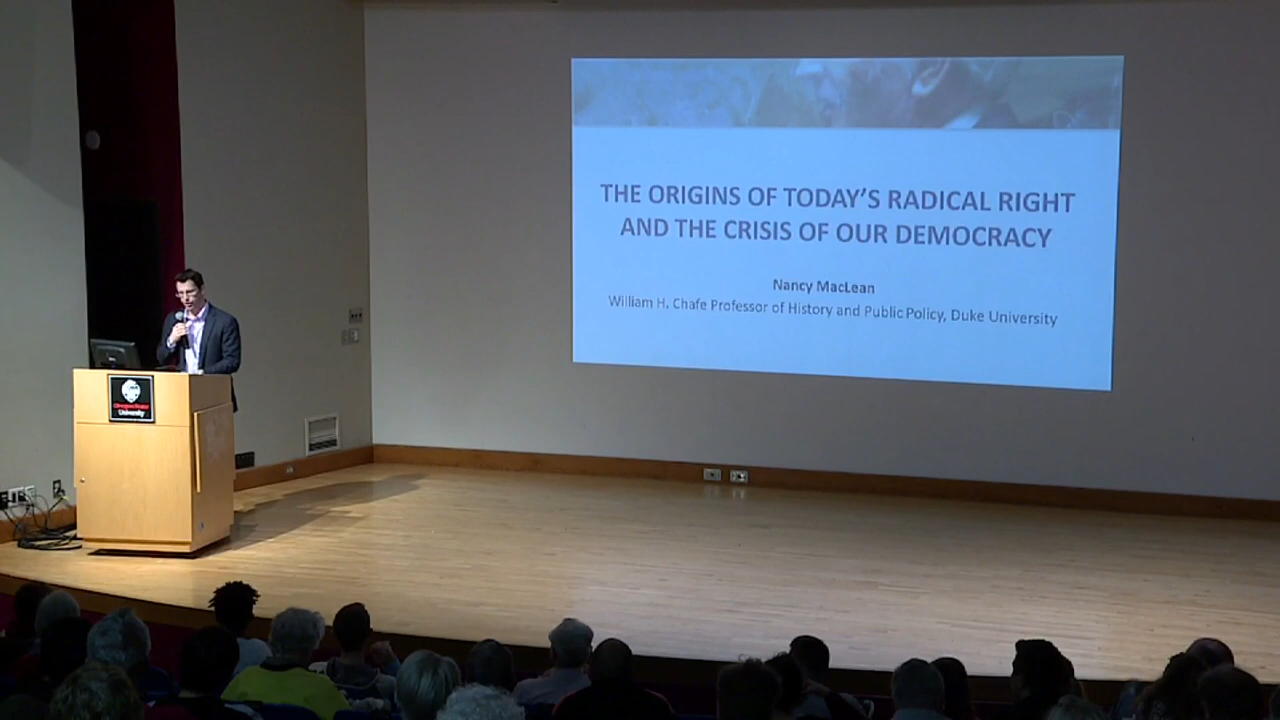 THE ORIGINS OF TODAY'S RADICAL RIGHT
AND THE CRISIS OF OUR DEMOCRACY
Nancy MacLean
William H. Chafe Professor of History and Public Policy, Duke University
University